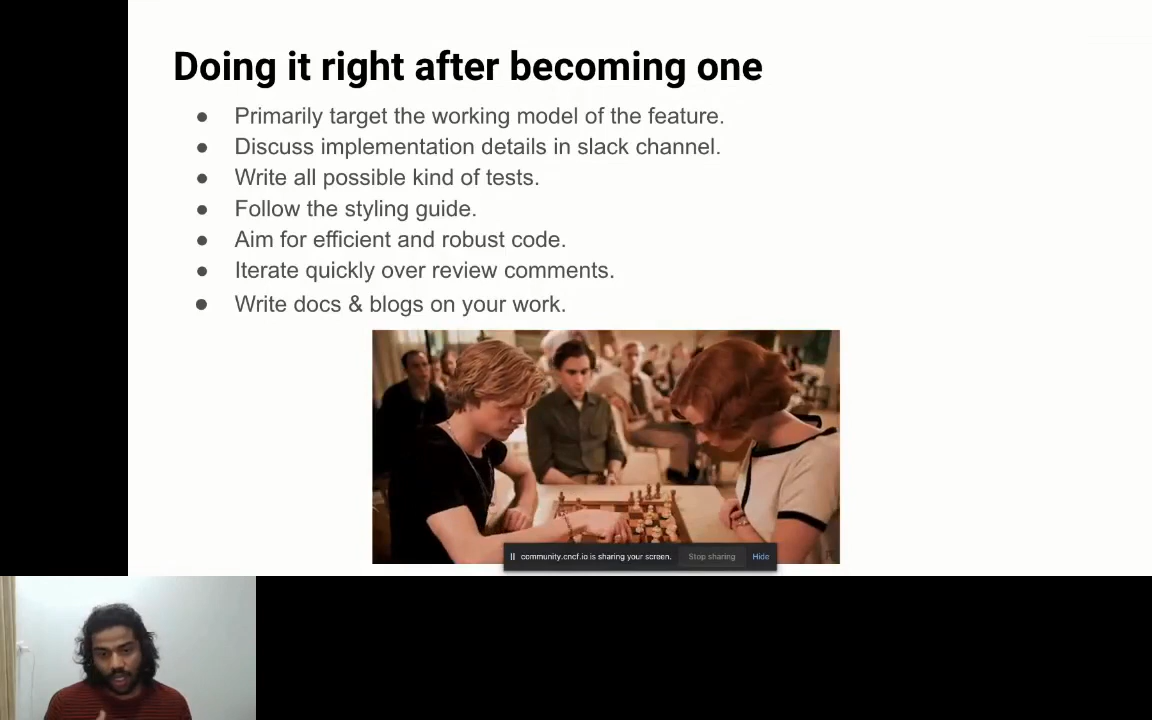 Doing it right after becoming one
● Primarily target the working model of the feature.
● Discuss implementation details in slack channel.
● Write all possible kind of tests.
● Follow the styling guide.
● Aim for efficient and robust code.
● Iterate quickly over review comments.
● Write docs & blogs on your work.
community.cncf.io is sharing your screen. Stop sharing Hide